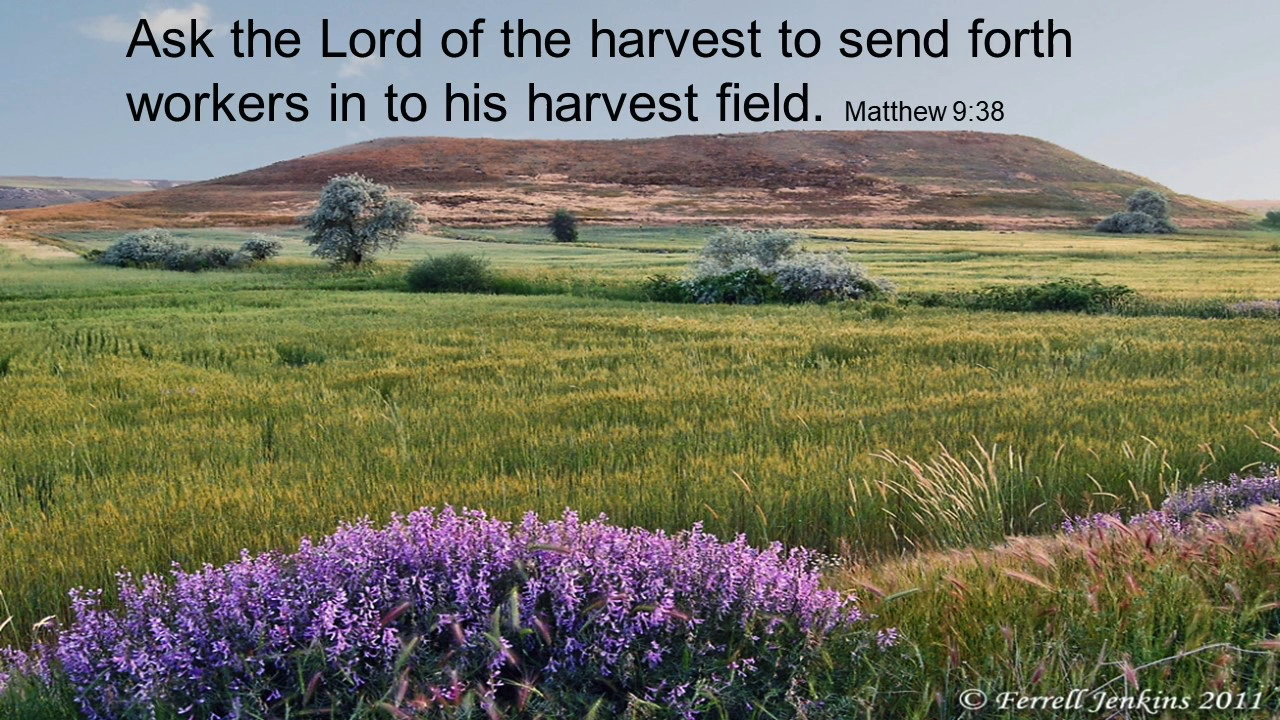 Ask the Lord of the harvest to send forth
workers in to his harvest field. Matthew 9:38
© Ferrell Jenkins 2011